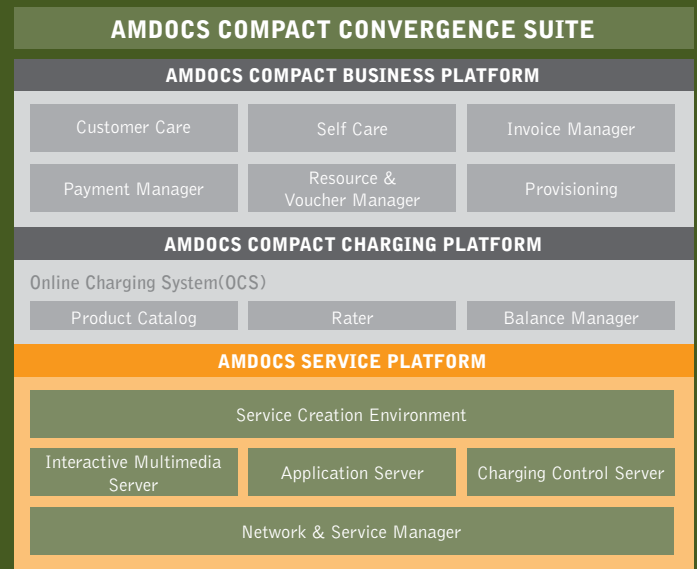 AMDOCS COMPACT CONVERGENCE SUITE
AMDOCS COMPACT BUSINESS PLATFORM
Customer Care
Self Care
Invoice Manager
Payment Manager
Resource &
Voucher Manager
Provisioning
AMDOCS COMPACT CHARGING PLATFORM
Online Charging System(OCS)
Product Catalog
Rater
Balance Manager
AMDOCS SERVICE PLATFORM
Service Creation Environment
Interactive Multimedia
Server
Application Server
Charging Control Server
Network & Service Manager